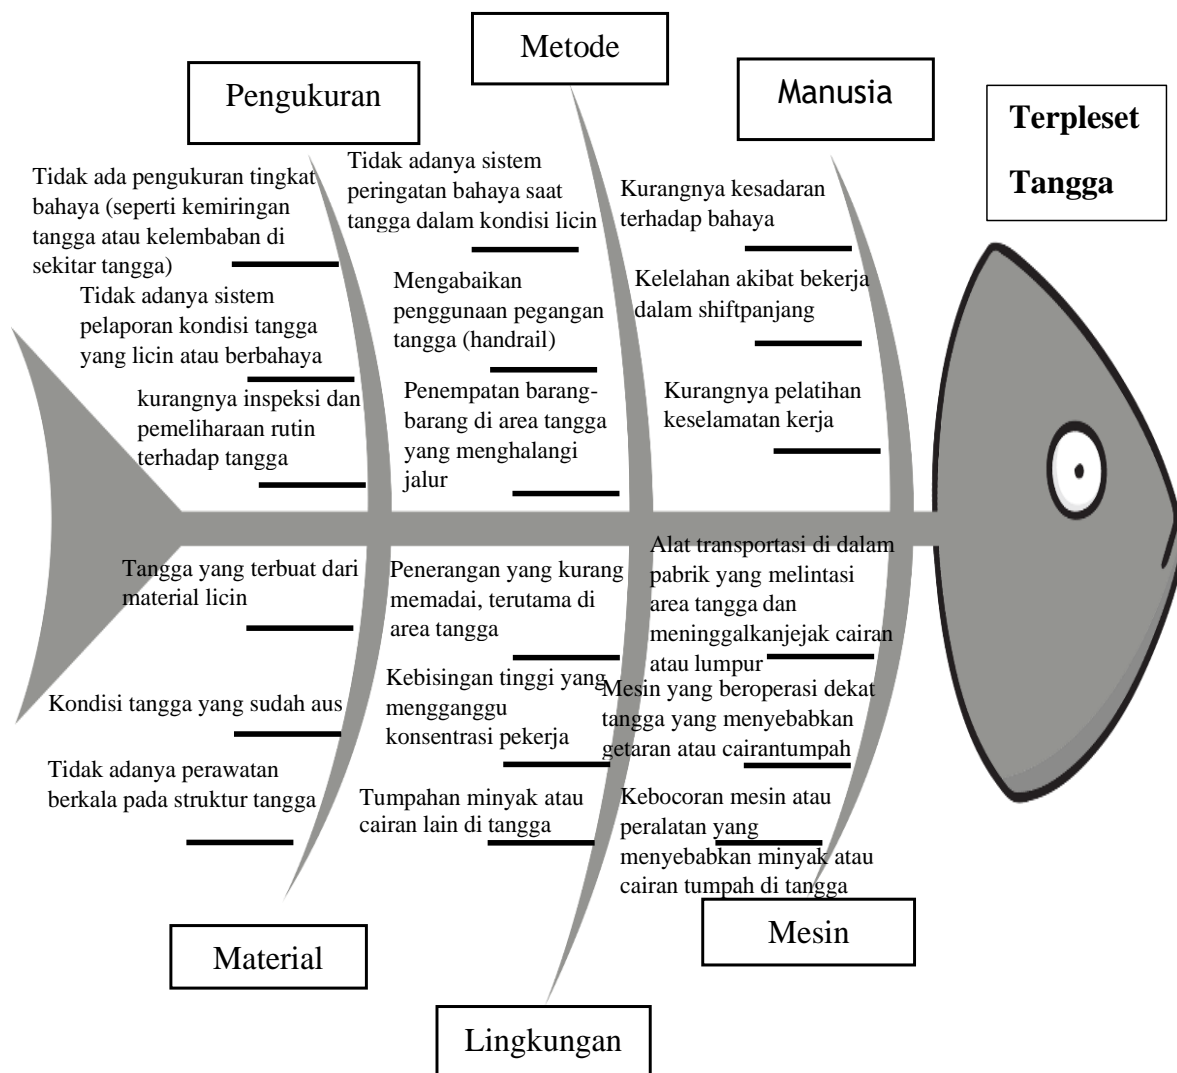 Metode
Pengukuran
Manusia
Terpleset
Tangga
Tidak ada pengukuran tingkat
bahaya (seperti kemiringan
tangga atau kelembaban di
sekitar tangga)
Tidak adanya sistem
pelaporan kondisi tangga
yang licin atau berbahaya
kurangnya inspeksi dan
pemeliharaan rutin
terhadap tangga
Tidak adanya sistem
peringatan bahaya saat
tangga dalam kondisi licin
Mengabaikan
penggunaan pegangan
tangga (handrail)
Penempatan barang-
barang di area tangga
yang menghalangi
jalur
Kurangnya kesadaran
terhadap bahaya
Kelelahan akibat bekerja
dalam shiftpanjang
Kurangnya pelatihan
keselamatan kerja
Tangga yang terbuat dari
material licin
Kondisi tangga yang sudah aus
Tidak adanya perawatan
berkala pada struktur tangga
Penerangan yang kurang
memadai, terutama di
area tangga
Kebisingan tinggi yang
mengganggu
konsentrasi pekerja
Tumpahan minyak atau
cairan lain di tangga
Alat transportasi di dalam
pabrik yang melintasi
area tangga dan
meninggalkanjejak cairan
atau lumpur
Mesin yang beroperasi dekat
tangga yang menyebabkan
getaran atau cairantumpah
Kebocoran mesin atau
peralatan yang
menyebabkan minyak atau
cairan tumpah di tangga
Material
Mesin
Lingkungan